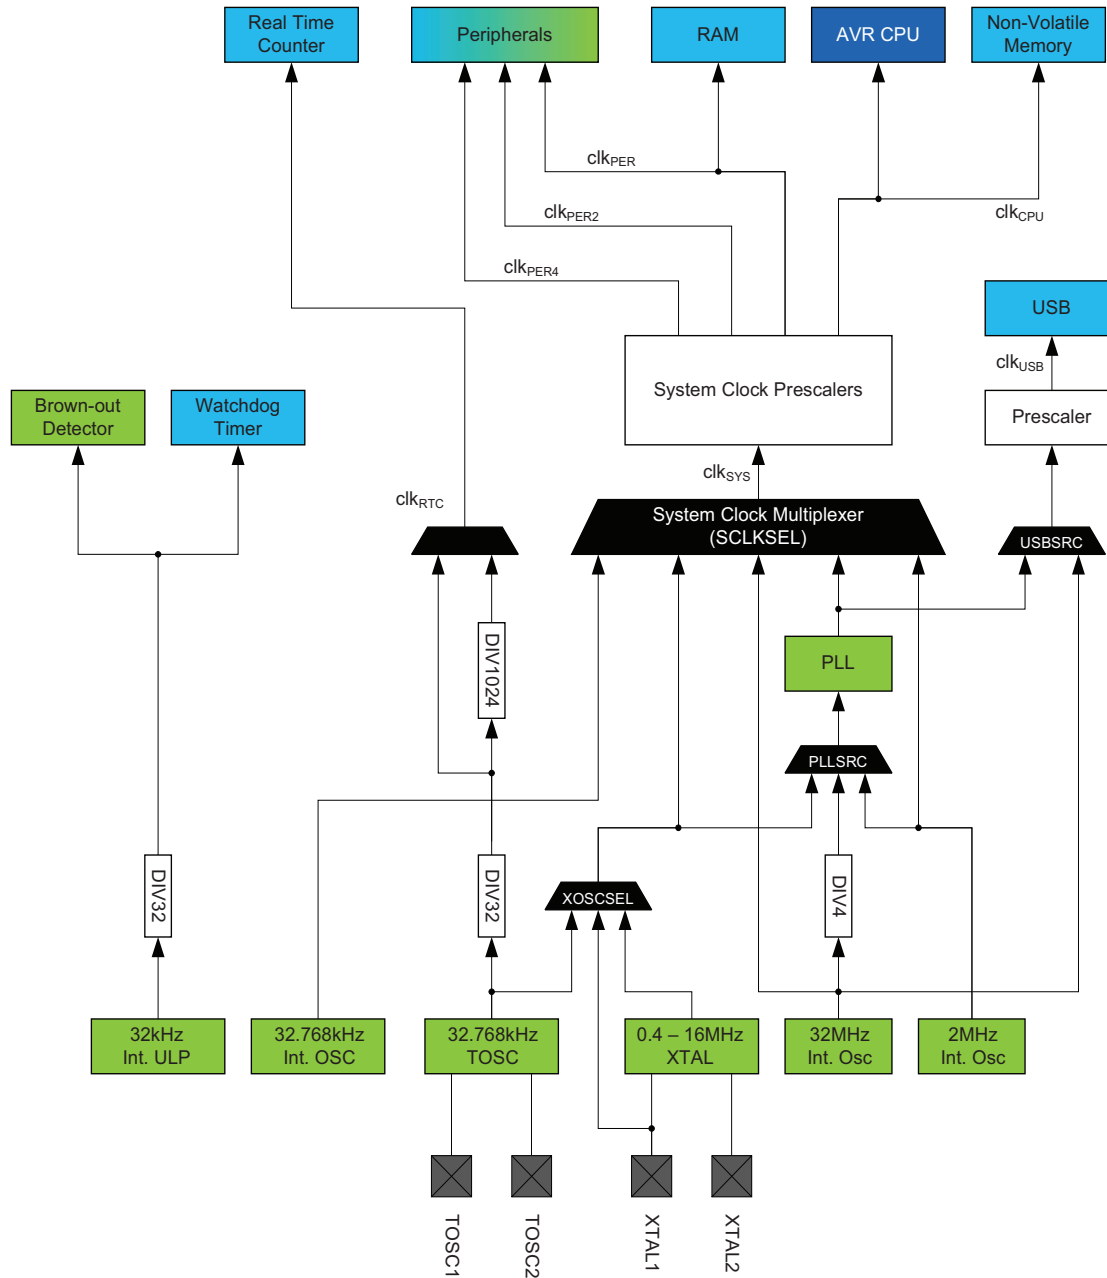 Real Time
Counter
Peripherals
RAM
AVR CPU
Non-Volatile
Memory
clkPER
clkPER2
clkCPU
clkPER4
USB
clkUSB
System Clock Prescalers
Prescaler
Brown-out
Detector
Watchdog
Timer
clkSYS
clkRTC
System Clock Multiplexer
(SCLKSEL)
USBSRC
DIV1024
PLL
PLLSRC
DIV32
DIV32
XOSCSEL
DIV4
32kHz
Int. ULP
32.768kHz
Int. OSC
32.768kHz
TOSC
0.4 – 16MHz
XTAL
32MHz
Int. Osc
2MHz
Int. Osc
TOSC1
TOSC2
XTAL1
XTAL2